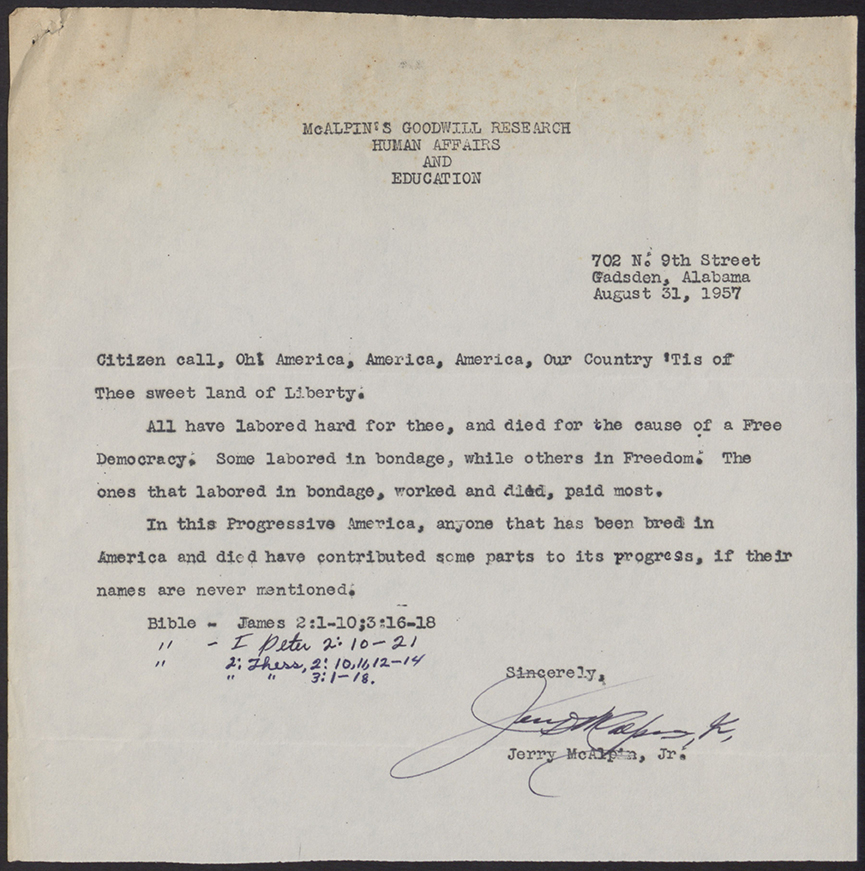 McALPIN'S GOODWILL RESEARCH
HUMAN AFFAIRS
AND
EDUCATION
702 N. 9th Street
Gadsden, Alabama
August 31, 1957
Citizen call, Oh! America, America, America, Our Country 'Tis of
Thee sweet land of Liberty.
All have labored hard for thee, and died for the cause of a Free
Democracy. Some labored in bondage, while others in Freedom. The
ones that labored in bondage, worked and died, paid most.
In this Progressive America, anyone that has been bred in
America and died have contributed some parts to its progress, if their
names are never mentioned.
Bible - James 2:1-10;3:16-18
" - I Peter 2:10-21
" 2: Thess, 2: 10,11,12-14
" " 3:1-18.
Sincerely,
Jerry McAlpin, Jr.
Jerry McAlpin, Jr.